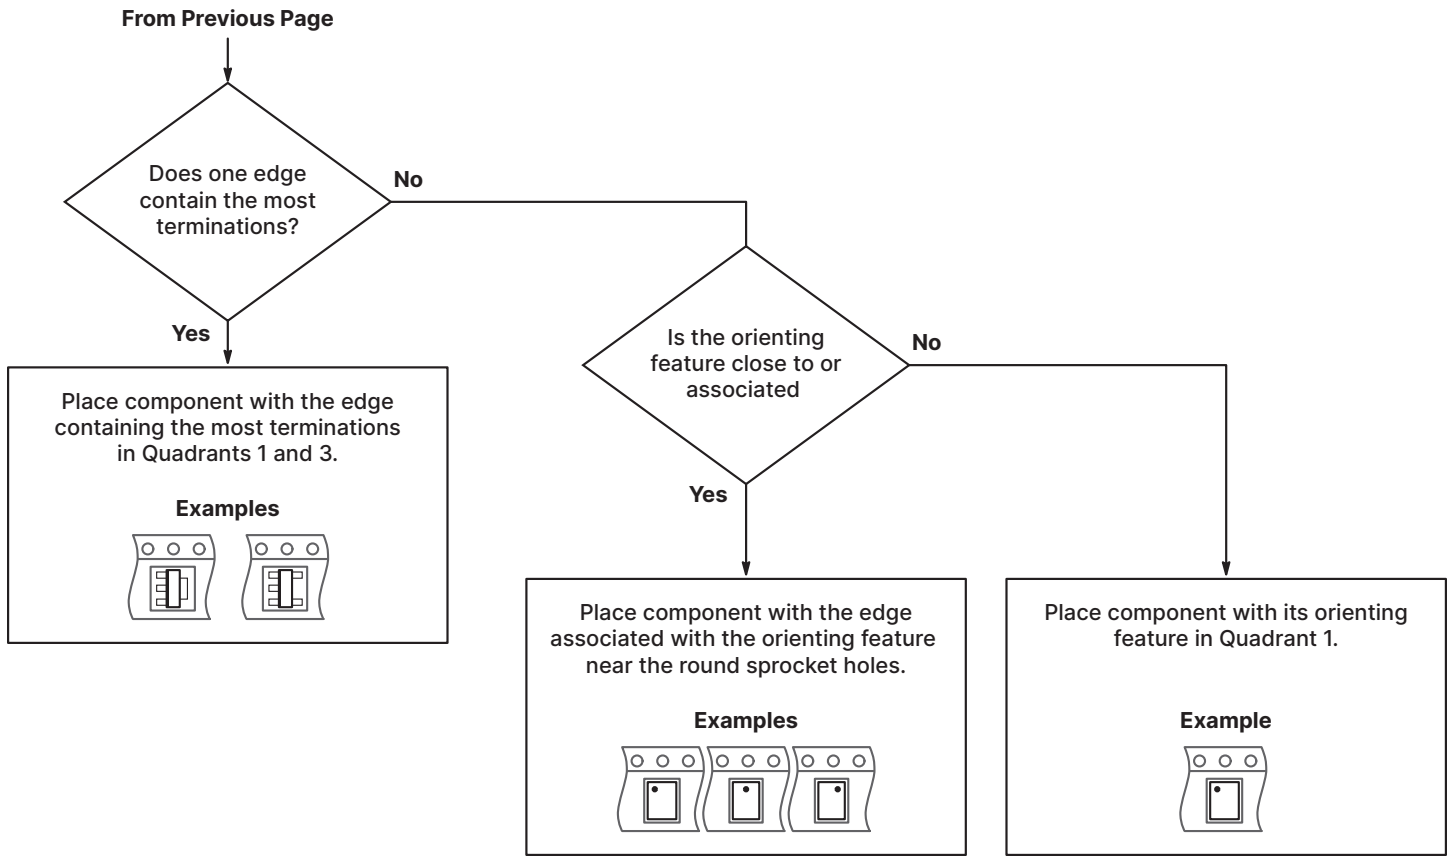 From Previous Page
Does one edge
contain the most
terminations?
No
Yes
Place component with the edge
containing the most terminations
in Quadrants 1 and 3.
Examples
Is the orienting
feature close to or
associated
No
Yes
Place component with the edge
associated with the orienting feature
near the round sprocket holes.
Examples
Place component with its orienting
feature in Quadrant 1.
Example